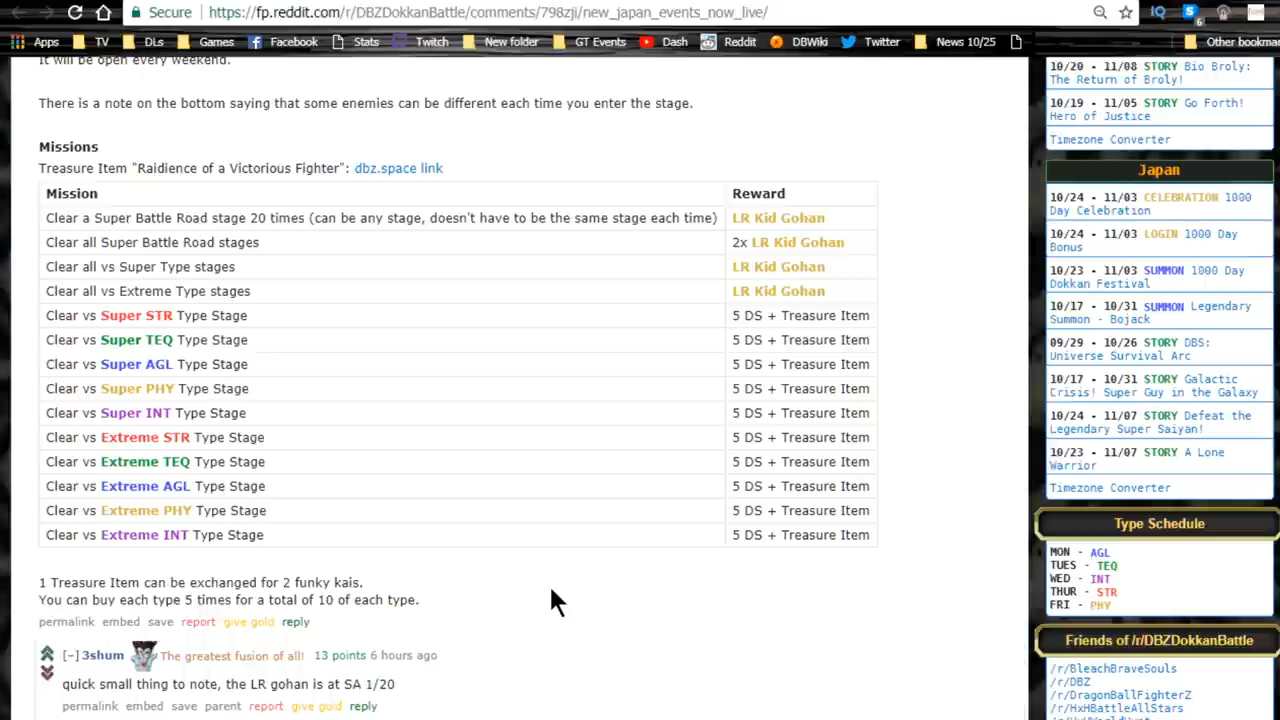 Secure
https://fp.reddit.com/r/DBZDokkanBattle/comments/798zji/new_japan_events_now_live/
6
Apps TV DLs Games Facebook Stats Twitch New folder GT Events Dash Reddit DBWiki Twitter News 10/25 Other bookmar
It will be open every weekend.
There is a note on the bottom saying that some enemies can be different each time you enter the stage.
Missions
Treasure Item "Raidience of a Victorious Fighter": dbz.space link
Mission Reward
Clear a Super Battle Road stage 20 times (can be any stage, doesn't have to be the same stage each time) LR Kid Gohan
Clear all Super Battle Road stages 2x LR Kid Gohan
Clear all vs Super Type stages LR Kid Gohan
Clear all vs Extreme Type stages LR Kid Gohan
Clear vs Super STR Type Stage 5 DS + Treasure Item
Clear vs Super TEQ Type Stage 5 DS + Treasure Item
Clear vs Super AGL Type Stage 5 DS + Treasure Item
Clear vs Super PHY Type Stage 5 DS + Treasure Item
Clear vs Super INT Type Stage 5 DS + Treasure Item
Clear vs Extreme STR Type Stage 5 DS + Treasure Item
Clear vs Extreme TEQ Type Stage 5 DS + Treasure Item
Clear vs Extreme AGL Type Stage 5 DS + Treasure Item
Clear vs Extreme PHY Type Stage 5 DS + Treasure Item
Clear vs Extreme INT Type Stage 5 DS + Treasure Item
1 Treasure Item can be exchanged for 2 funky kais.
You can buy each type 5 times for a total of 10 of each type.
permalink embed save report give gold reply
[-] 3shum The greatest fusion of all! 13 points 6 hours ago
quick small thing to note, the LR gohan is at SA 1/20
permalink embed save parent report give gold reply
10/20 - 11/08 STORY Bio Broly:
The Return of Broly!
10/19 - 11/05 STORY Go Forth!
Hero of Justice
Timezone Converter
Japan
10/24 - 11/03 CELEBRATION 1000
Day Celebration
10/24 - 11/03 LOGIN 1000 Day
Bonus
10/23 - 11/03 SUMMON 1000 Day
Dokkan Festival
10/17 - 10/31 SUMMON Legendary
Summon - Bojack
09/29 - 10/26 STORY DBS:
Universe Survival Arc
10/17 - 10/31 STORY Galactic
Crisis! Super Guy in the Galaxy
10/24 - 11/07 STORY Defeat the
Legendary Super Saiyan!
10/23 - 11/07 STORY A Lone
Warrior
Timezone Converter
Type Schedule
MON - AGL
TUES - TEQ
WED - INT
THUR - STR
FRI - PHY
Friends of /r/DBZDokkanBattle
/r/BleachBraveSouls
/r/DBZ
/r/DragonBallFighterZ
/r/HxHBattleAllStars